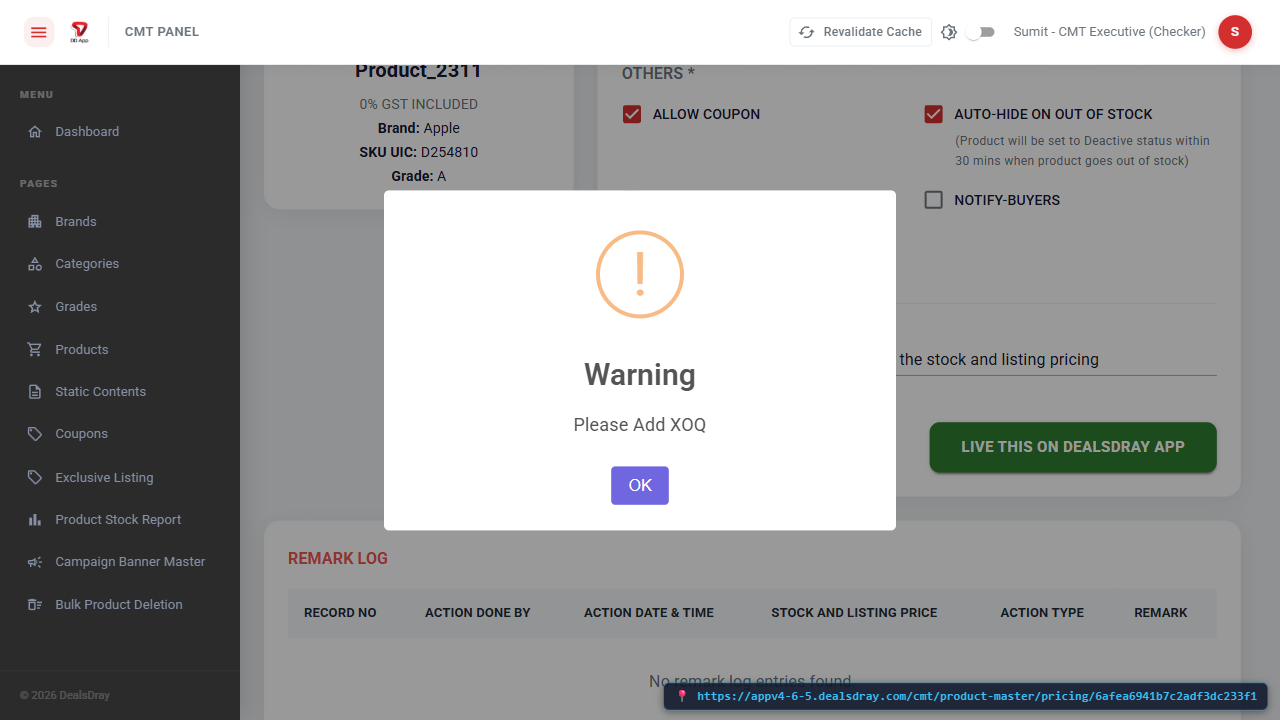 DD App
CMT PANEL
Revalidate Cache
Sumit - CMT Executive (Checker)
S
MENU
Dashboard
PAGES
Brands
Categories
Grades
Products
Static Contents
Coupons
Exclusive Listing
Product Stock Report
Campaign Banner Master
Bulk Product Deletion
© 2026 DealsDray
Product_2311
0% GST INCLUDED
Brand: Apple
SKU UIC: D254810
Grade: A
OTHERS *
ALLOW COUPON
AUTO-HIDE ON OUT OF STOCK
(Product will be set to Deactive status within
30 mins when product goes out of stock)
NOTIFY-BUYERS
the stock and listing pricing
LIVE THIS ON DEALSDRAY APP
!
Warning
Please Add XOQ
OK
REMARK LOG
RECORD NO ACTION DONE BY ACTION DATE & TIME STOCK AND LISTING PRICE ACTION TYPE REMARK
No remark log entries found
https://appv4-6-5.dealsdray.com/cmt/product-master/pricing/6afea6941b7c2adf3dc233f1